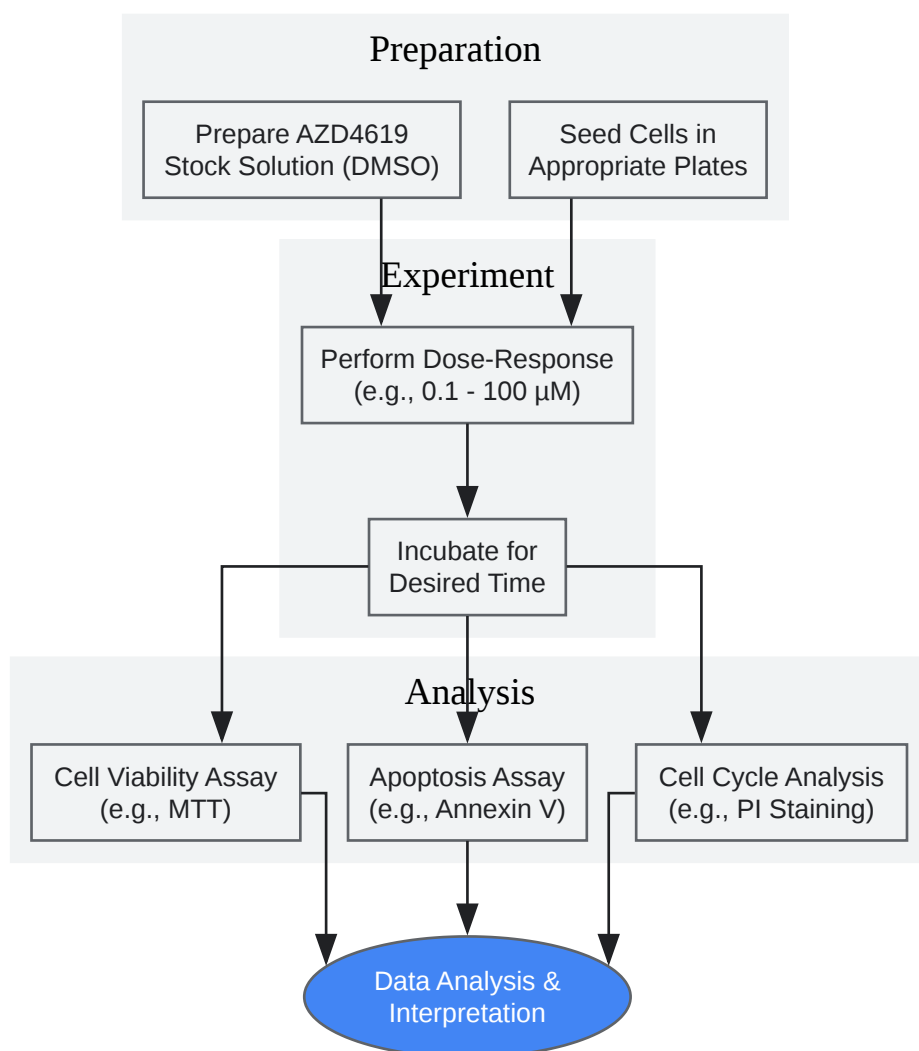 Preparation
Prepare AZD4619
Stock Solution (DMSO)
Seed Cells in
Appropriate Plates
Experiment
Perform Dose-Response
(e.g., 0.1 - 100 µM)
Incubate for
Desired Time
Analysis
Cell Viability Assay
(e.g., MTT)
Apoptosis Assay
(e.g., Annexin V)
Cell Cycle Analysis
(e.g., PI Staining)
Data Analysis &
Interpretation